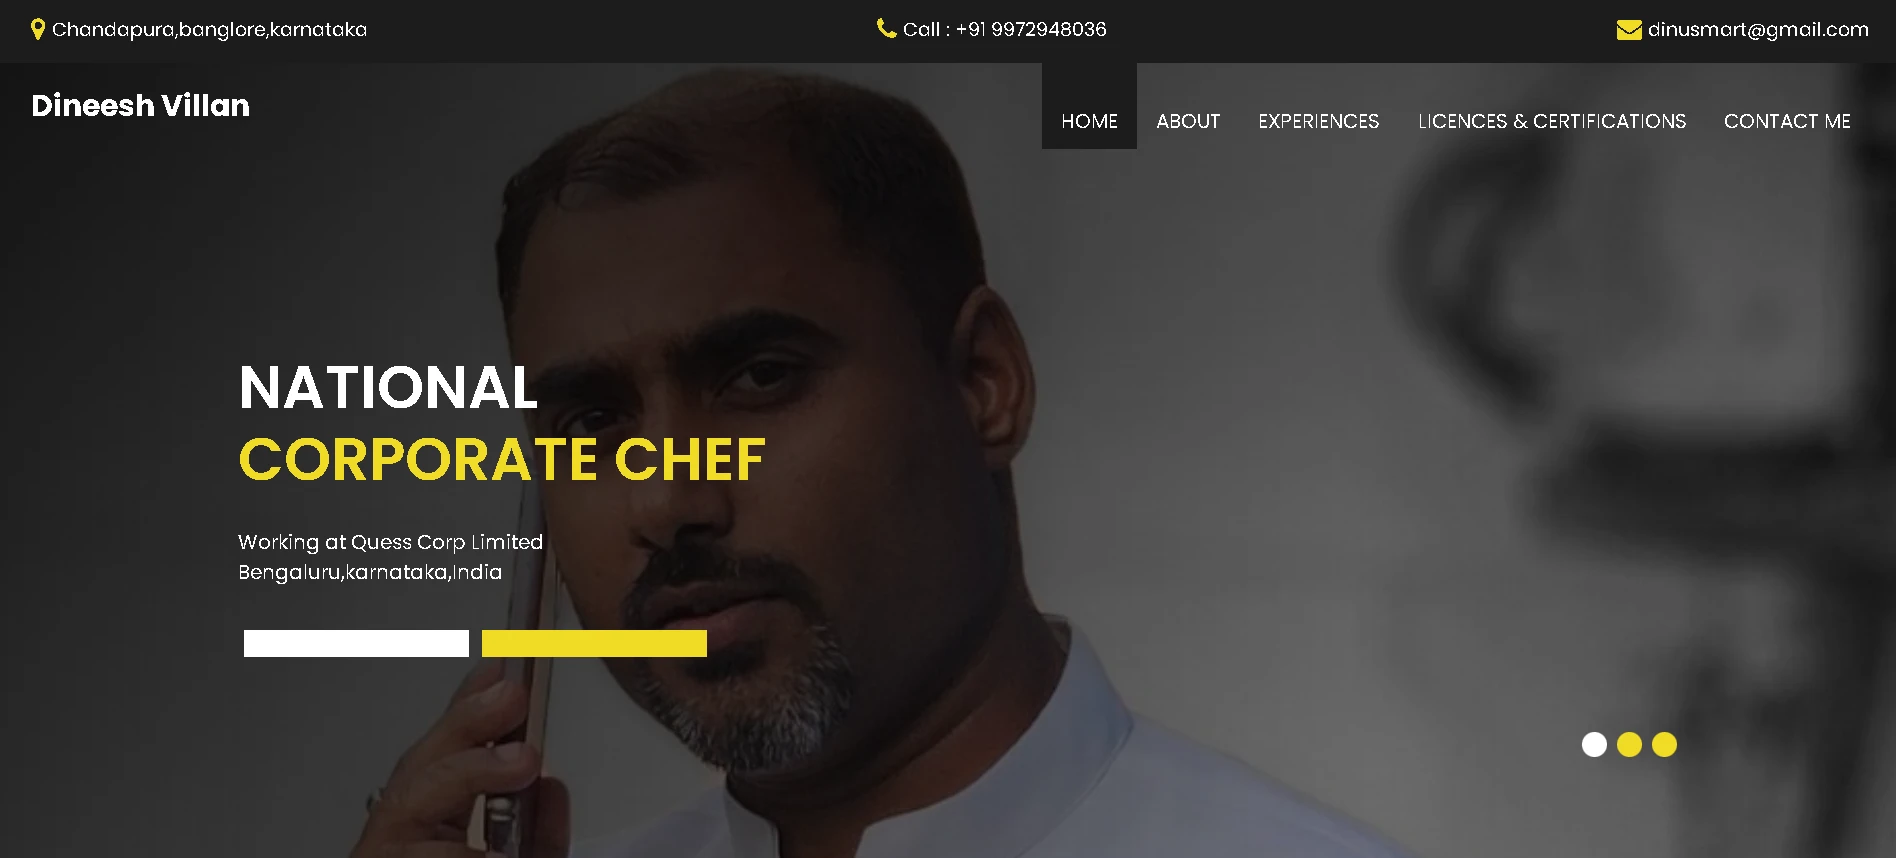 Chandapura,banglore,karnataka
Call : +91 9972948036
dinusmart@gmail.com
Dineesh Villan
HOME
ABOUT
EXPERIENCES
LICENCES & CERTIFICATIONS
CONTACT ME
NATIONAL
CORPORATE CHEF
Working at Quess Corp Limited
Bengaluru,karnataka,India